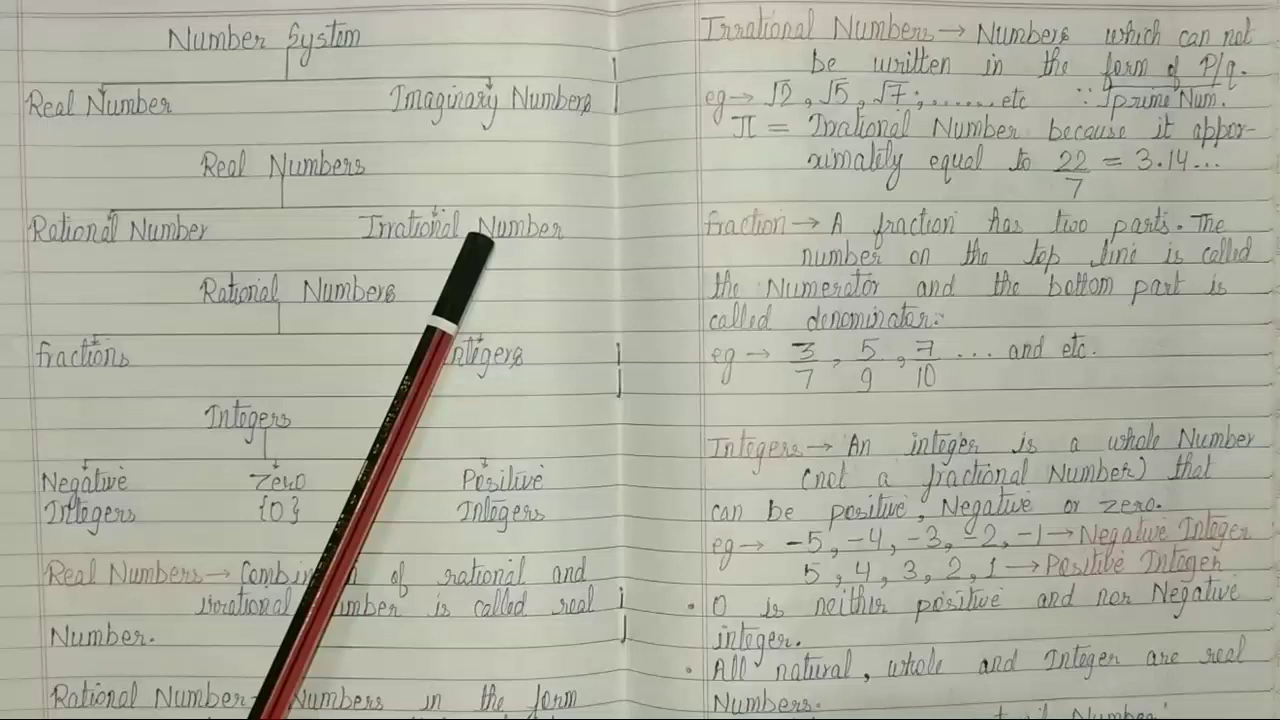 Number System
Real Number Imaginary Numbers
Real Numbers
Rational Number Irrational Number
Rational Numbers
fractions ntegers
Integers
Negative Zero Positive
Integers {0} Integers
Real Numbers → Combin n of rational and
irrational umber is called real
Number.
Rational Number umbers in the form
Irrational Numbers → Numbers which can not
be written in the form of P/q.
eg → √2, √5, √7, ....... etc ∵ √prime Num.
π = Irrational Number because it appor-
ximately equal to 22/7 = 3.14...
fraction → A fraction has two parts. The
number on the top line is called
the Numerator and the bottom part is
called denominator.
eg → 3/7, 5/9, 7/10 ... and etc.
Integers → An integer is a whole Number
(not a fractional Number) that
can be positive, Negative or zero.
eg → -5, -4, -3, -2, -1 → Negative Integer
5, 4, 3, 2, 1 → Positive Integer
• 0 is neither positive and nor Negative
integer.
• All natural, whole and Integer are real
Numbers.